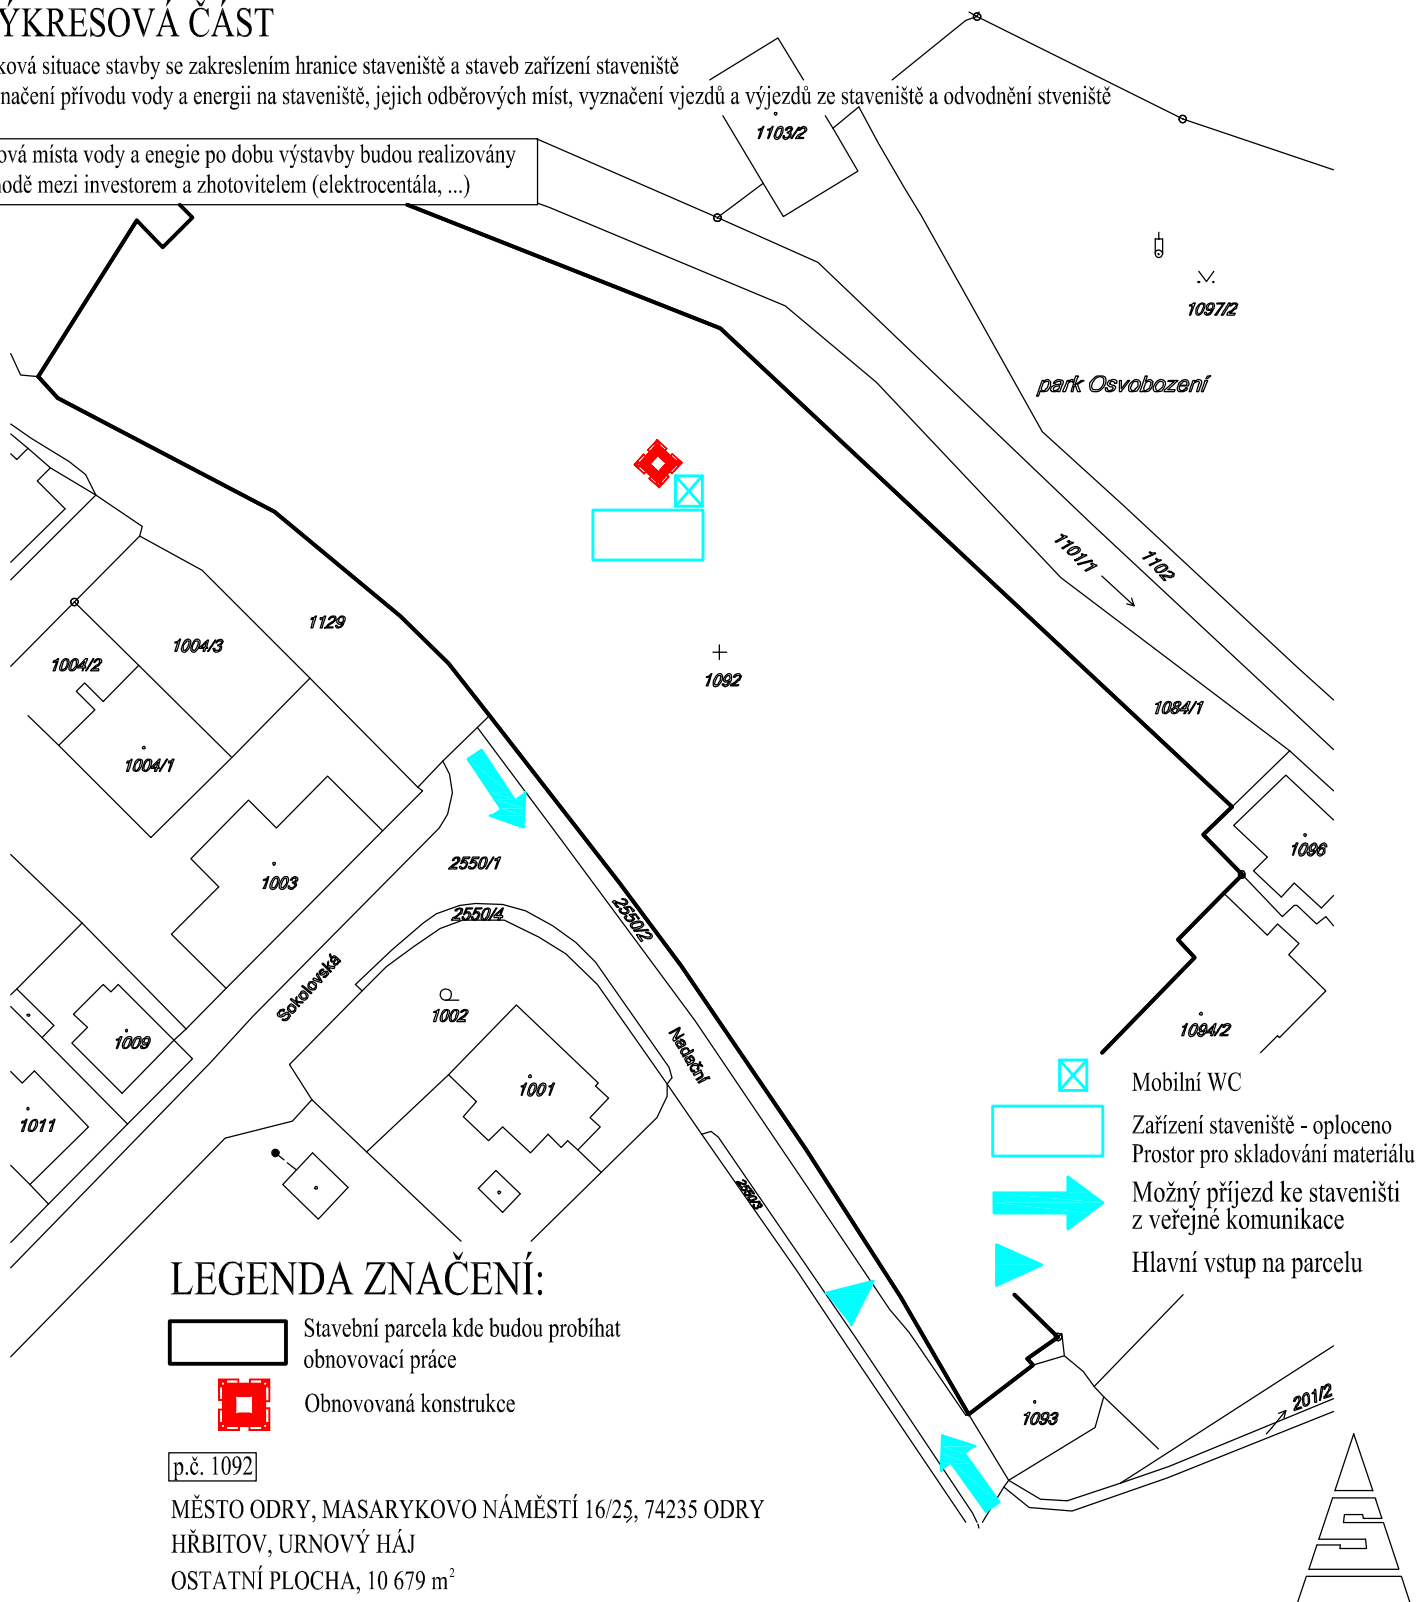 ÝKRESOVÁ ČÁST
ková situace stavby se zakreslením hranice staveniště a staveb zařízení staveniště
načení přívodu vody a energii na staveniště, jejich odběrových míst, vyznačení vjezdů a výjezdů ze staveniště a odvodnění stveniště
ová místa vody a enegie po dobu výstavby budou realizovány
odě mezi investorem a zhotovitelem (elektrocentála, ...)
1103/2
1097/2
park Osvobození
1101/1
1102
1129
1004/3
1004/2
1092
1084/1
1004/1
1096
2550/1
1003
2550/4
2550/2
Sokolovská
1002
1094/2
1009
Nadační
1001
1011
2550/3
Mobilní WC
Zařízení staveniště - oploceno
Prostor pro skladování materiálu
Možný příjezd ke staveništi
z veřejné komunikace
Hlavní vstup na parcelu
LEGENDA ZNAČENÍ:
Stavební parcela kde budou probíhat
obnovovací práce
Obnovovaná konstrukce
1093
201/2
p.č. 1092
MĚSTO ODRY, MASARYKOVO NÁMĚSTÍ 16/25, 74235 ODRY
HŘBITOV, URNOVÝ HÁJ
OSTATNÍ PLOCHA, 10 679 m²
S